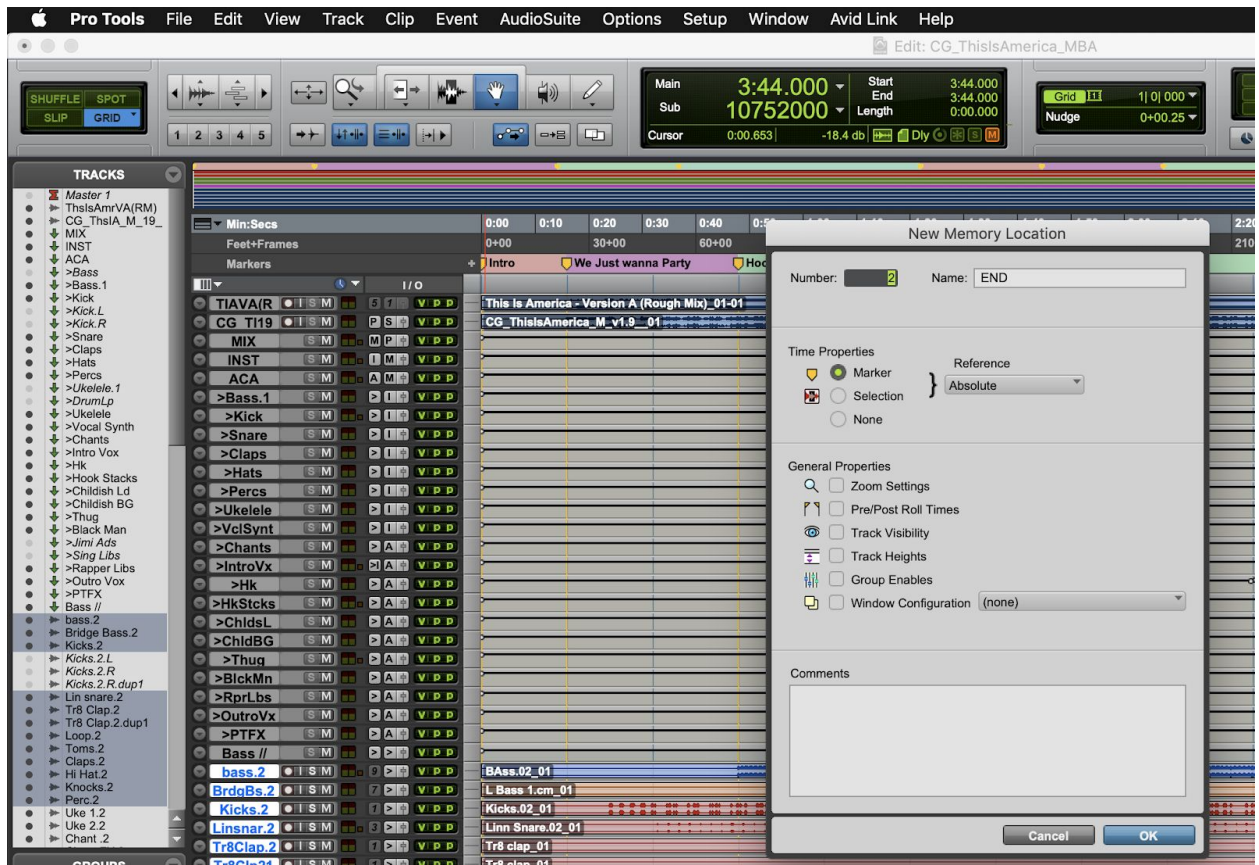 Pro Tools File Edit View Track Clip Event AudioSuite Options Setup Window Avid Link Help
Edit: CG_ThisIsAmerica_MBA
SHUFFLE SPOT
SLIP GRID
1 2 3 4 5
Main 3:44.000
Sub 10752000
Start 3:44.000
End 3:44.000
Length 0:00.000
Cursor 0:00.653 -18.4 db Dly S M
Grid 1| 0| 000
Nudge 0+00.25
TRACKS
Master 1
ThsIsAmrVA(RM)
CG_ThsIA_M_19_
MIX
INST
ACA
>Bass
>Bass.1
>Kick
>Kick.L
>Kick.R
>Snare
>Claps
>Hats
>Percs
>Ukelele.1
>DrumLp
>Ukelele
>Vocal Synth
>Chants
>Intro Vox
>Hk
>Hook Stacks
>Childish Ld
>Childish BG
>Thug
>Black Man
>Jimi Ads
>Sing Libs
>Rapper Libs
>Outro Vox
>PTFX
Bass //
bass.2
Bridge Bass.2
Kicks.2
Kicks.2.L
Kicks.2.R
Kicks.2.R.dup1
Lin snare.2
Tr8 Clap.2
Tr8 Clap.2.dup1
Loop.2
Toms.2
Claps.2
Hi Hat.2
Knocks.2
Perc.2
Uke 1.2
Uke 2.2
Chant .2
GROUPS
Min:Secs 0:00 0:10 0:20 0:30 0:40
Feet+Frames 0+00 30+00 60+00
Markers Intro We Just wanna Party
I / O
TIAVA(R I S M 5 1 V P P This Is America - Version A (Rough Mix)_01-01
CG_TI19 I S M P S V P P CG_ThisIsAmerica_M_v1.9__01
MIX S M M P V P P
INST S M I M V P P
ACA S M A M V P P
>Bass.1 S M > I V P P
>Kick S M > I V P P
>Snare S M > I V P P
>Claps S M > I V P P
>Hats S M > I V P P
>Percs S M > I V P P
>Ukelele S M > I V P P
>VclSynt S M > I V P P
>Chants S M > A V P P
>IntroVx S M >I A V P P
>Hk S M > A V P P
>HkStcks S M > A V P P
>ChldsL S M > A V P P
>ChldBG S M > A V P P
>Thug S M > A V P P
>BlckMn S M > A V P P
>RprLbs S M > A V P P
>OutroVx S M > A V P P
>PTFX S M > A V P P
Bass // S M > > V P P
bass.2 I S M 9 > V P P BAss.02_01
BrdgBs.2 I S M 7 > V P P L Bass 1.cm_01
Kicks.2 I S M 1 > V P P Kicks.02_01
Linsnar.2 I S M 3 > V P P Linn Snare.02_01
Tr8Clap.2 I S M 1 > V P P Tr8 clap_01
New Memory Location
Number: 2 Name: END
Time Properties
Marker
Selection
None
Reference
Absolute
General Properties
Zoom Settings
Pre/Post Roll Times
Track Visibility
Track Heights
Group Enables
Window Configuration (none)
Comments
Cancel OK